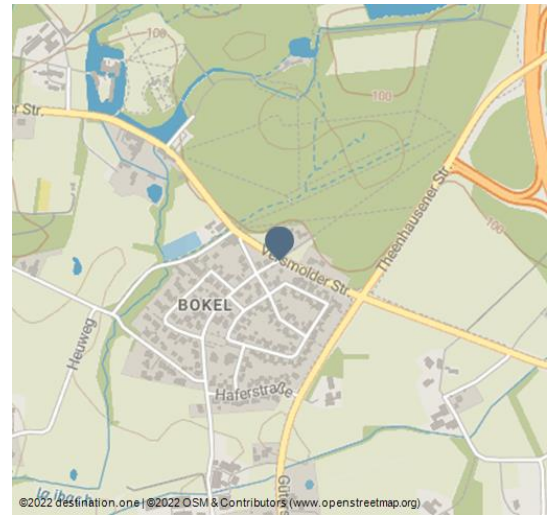 100
100
er Str.
Theenhausener Str.
100
Versmolder Str.
BOKEL
Heuweg
Haferstraße
©2022 destination.one | ©2022 OSM & Contributors (www.openstreetmap.org)